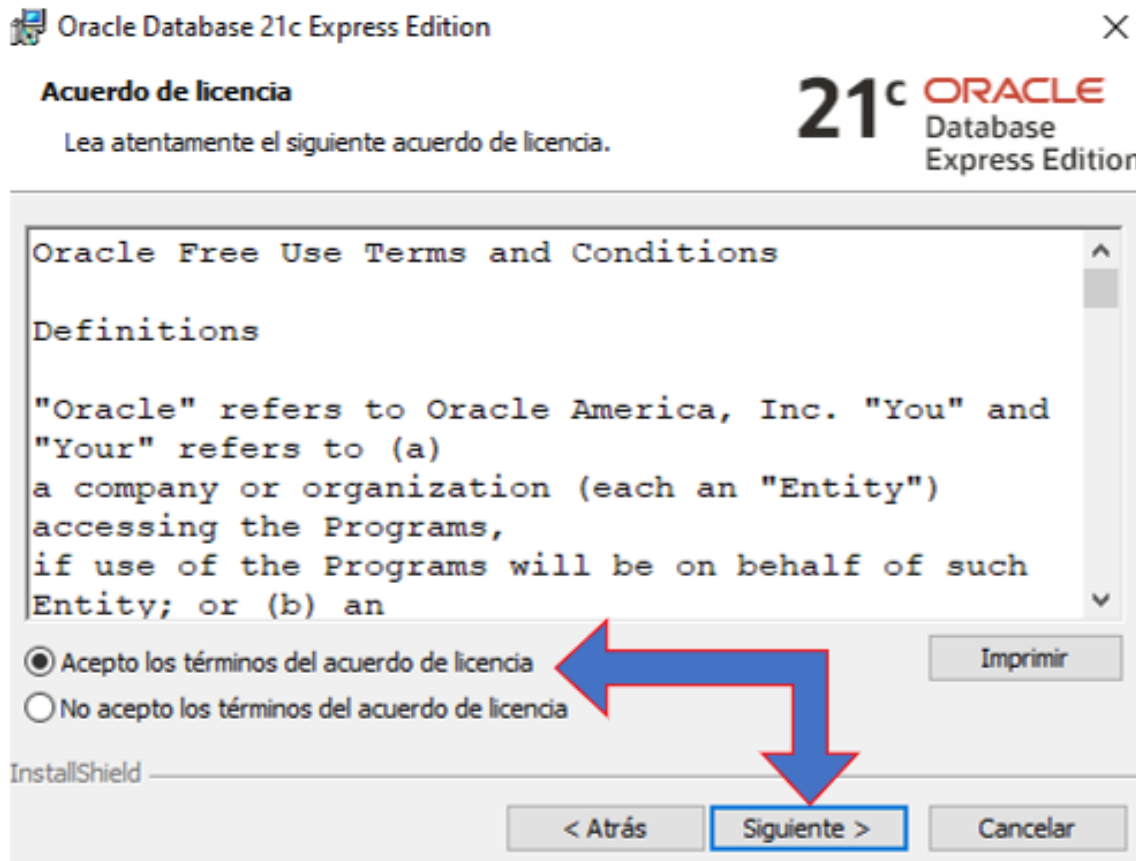 Oracle Database 21c Express Edition
Acuerdo de licencia
Lea atentamente el siguiente acuerdo de licencia.
21c ORACLE
Database
Express Edition
Oracle Free Use Terms and Conditions
Definitions
"Oracle" refers to Oracle America, Inc. "You" and
"Your" refers to (a)
a company or organization (each an "Entity")
accessing the Programs,
if use of the Programs will be on behalf of such
Entity; or (b) an
Acepto los términos del acuerdo de licencia
Imprimir
No acepto los términos del acuerdo de licencia
InstallShield
< Atrás
Siguiente >
Cancelar